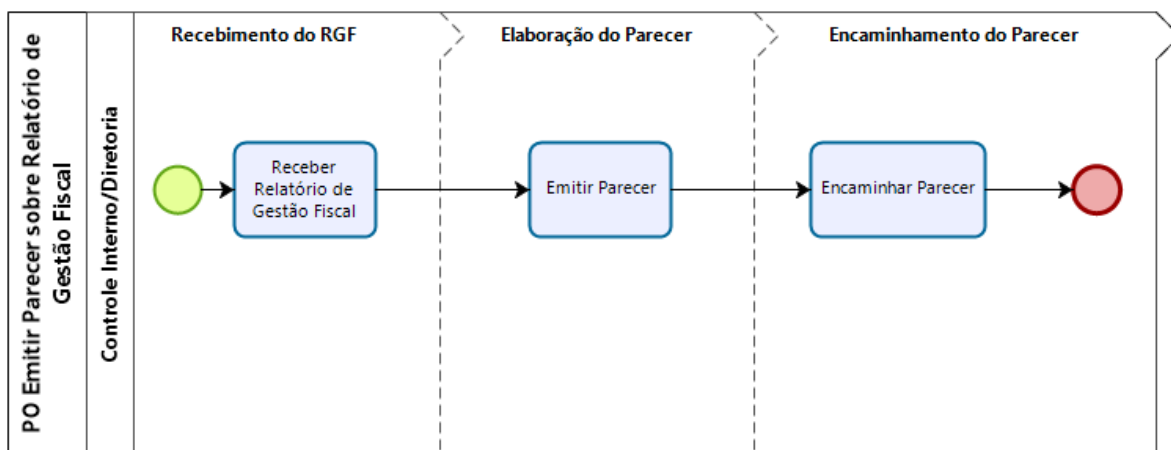 PO Emitir Parecer sobre Relatório de
Gestão Fiscal
Controle Interno/Diretoria
Recebimento do RGF
Elaboração do Parecer
Encaminhamento do Parecer
Receber
Relatório de
Gestão Fiscal
Emitir Parecer
Encaminhar Parecer